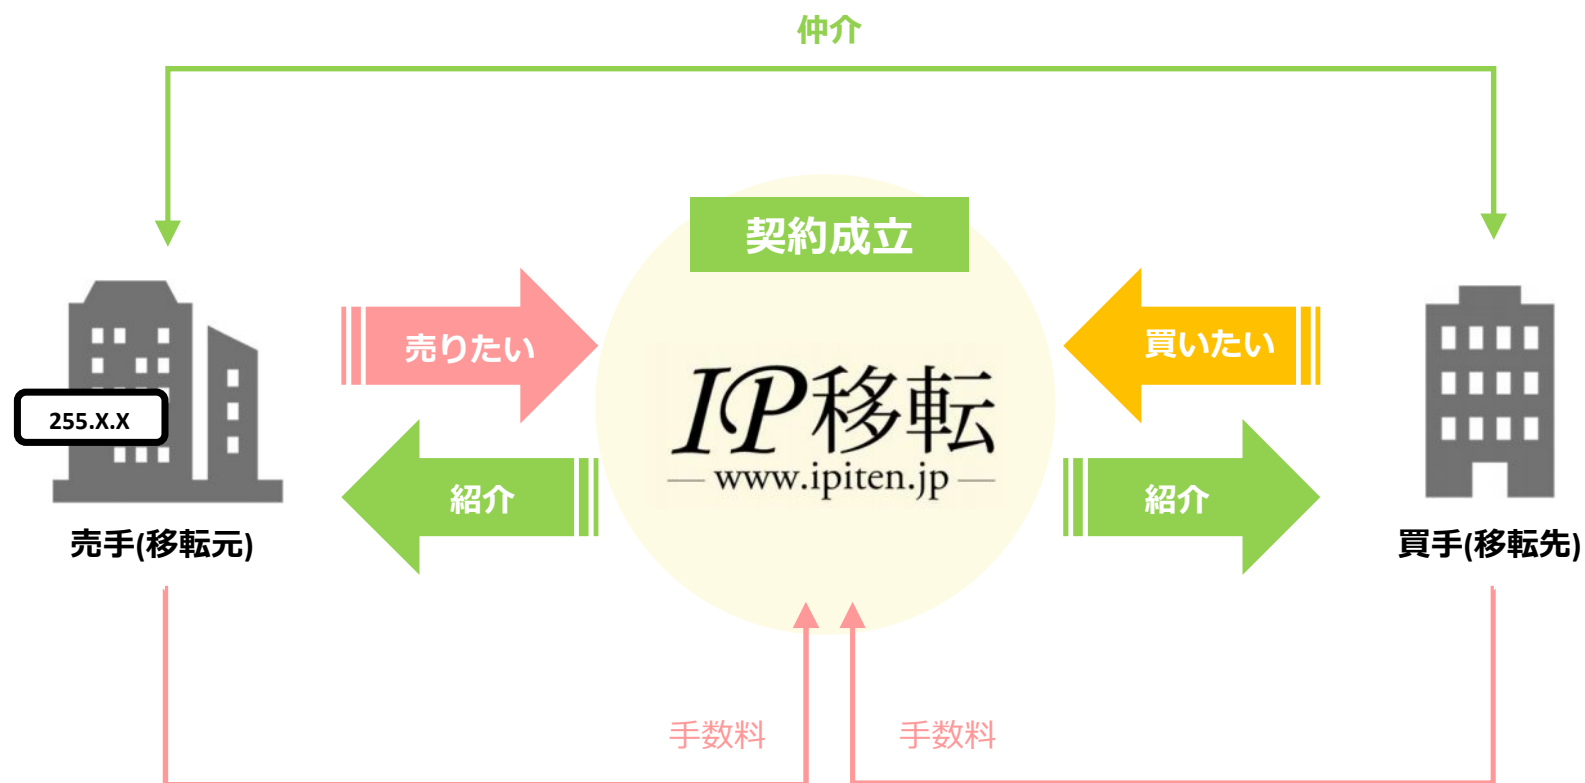 仲介
契約成立
売りたい
買いたい
IP移転
www.ipiten.jp
255.X.X
紹介
紹介
売手(移転元)
買手(移転先)
手数料
手数料